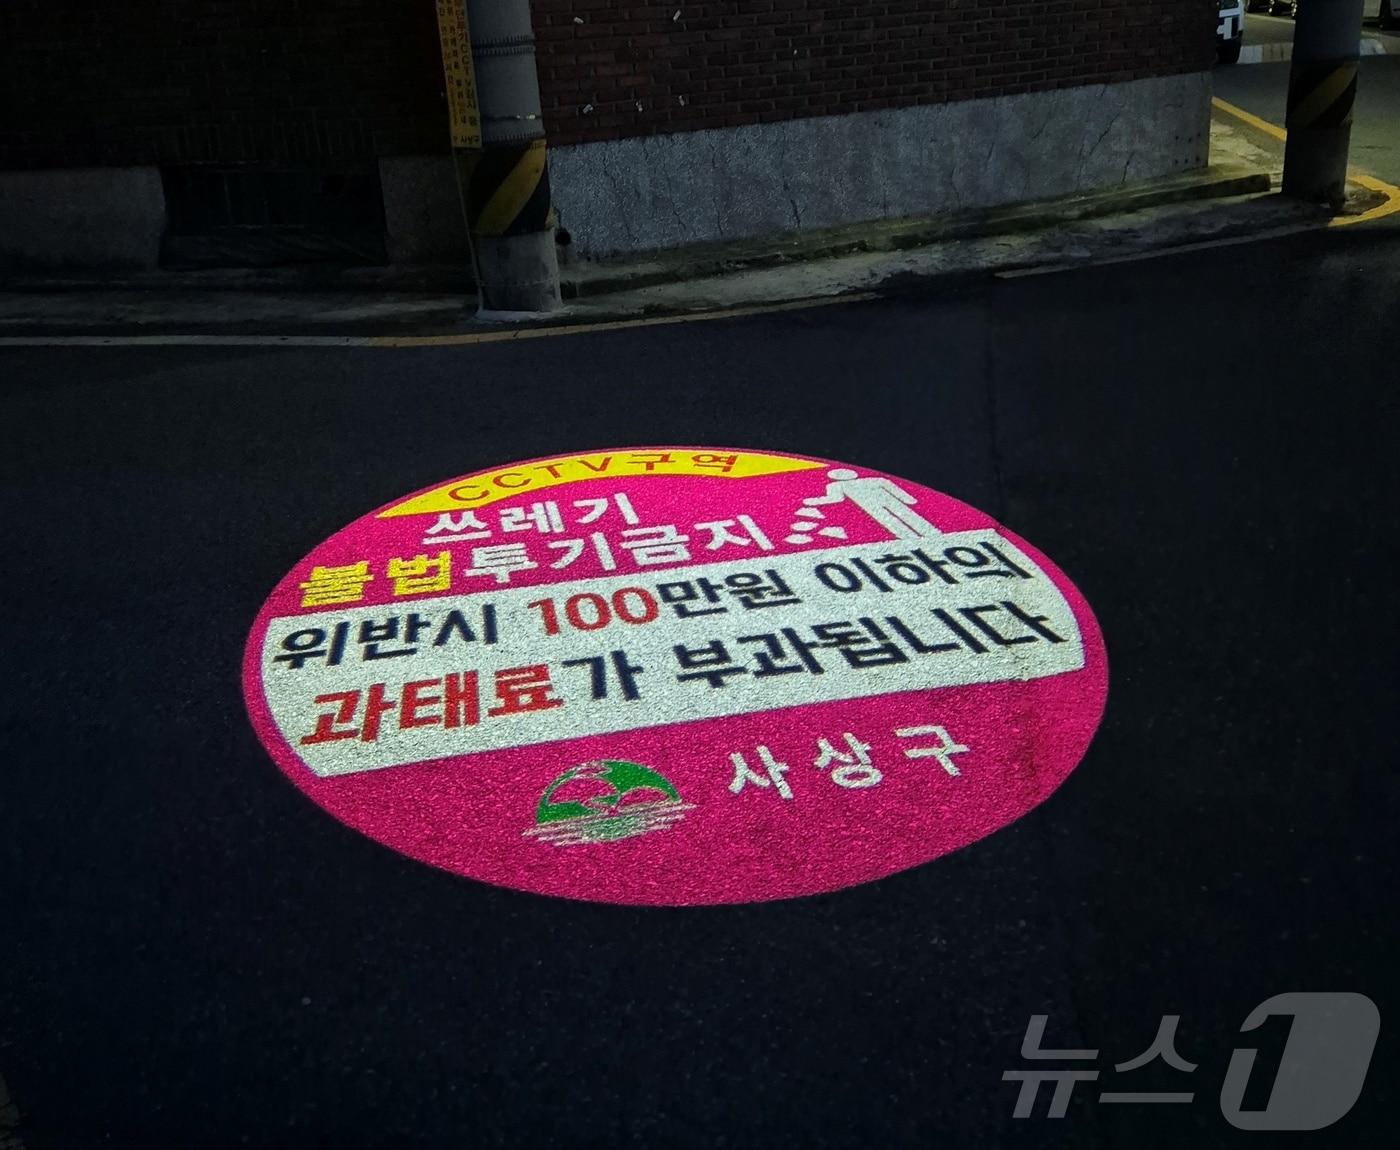 CCTV구역
쓰레기
불법투기금지
위반시 100만원 이하의
과태료가 부과됩니다
사상구
뉴스1